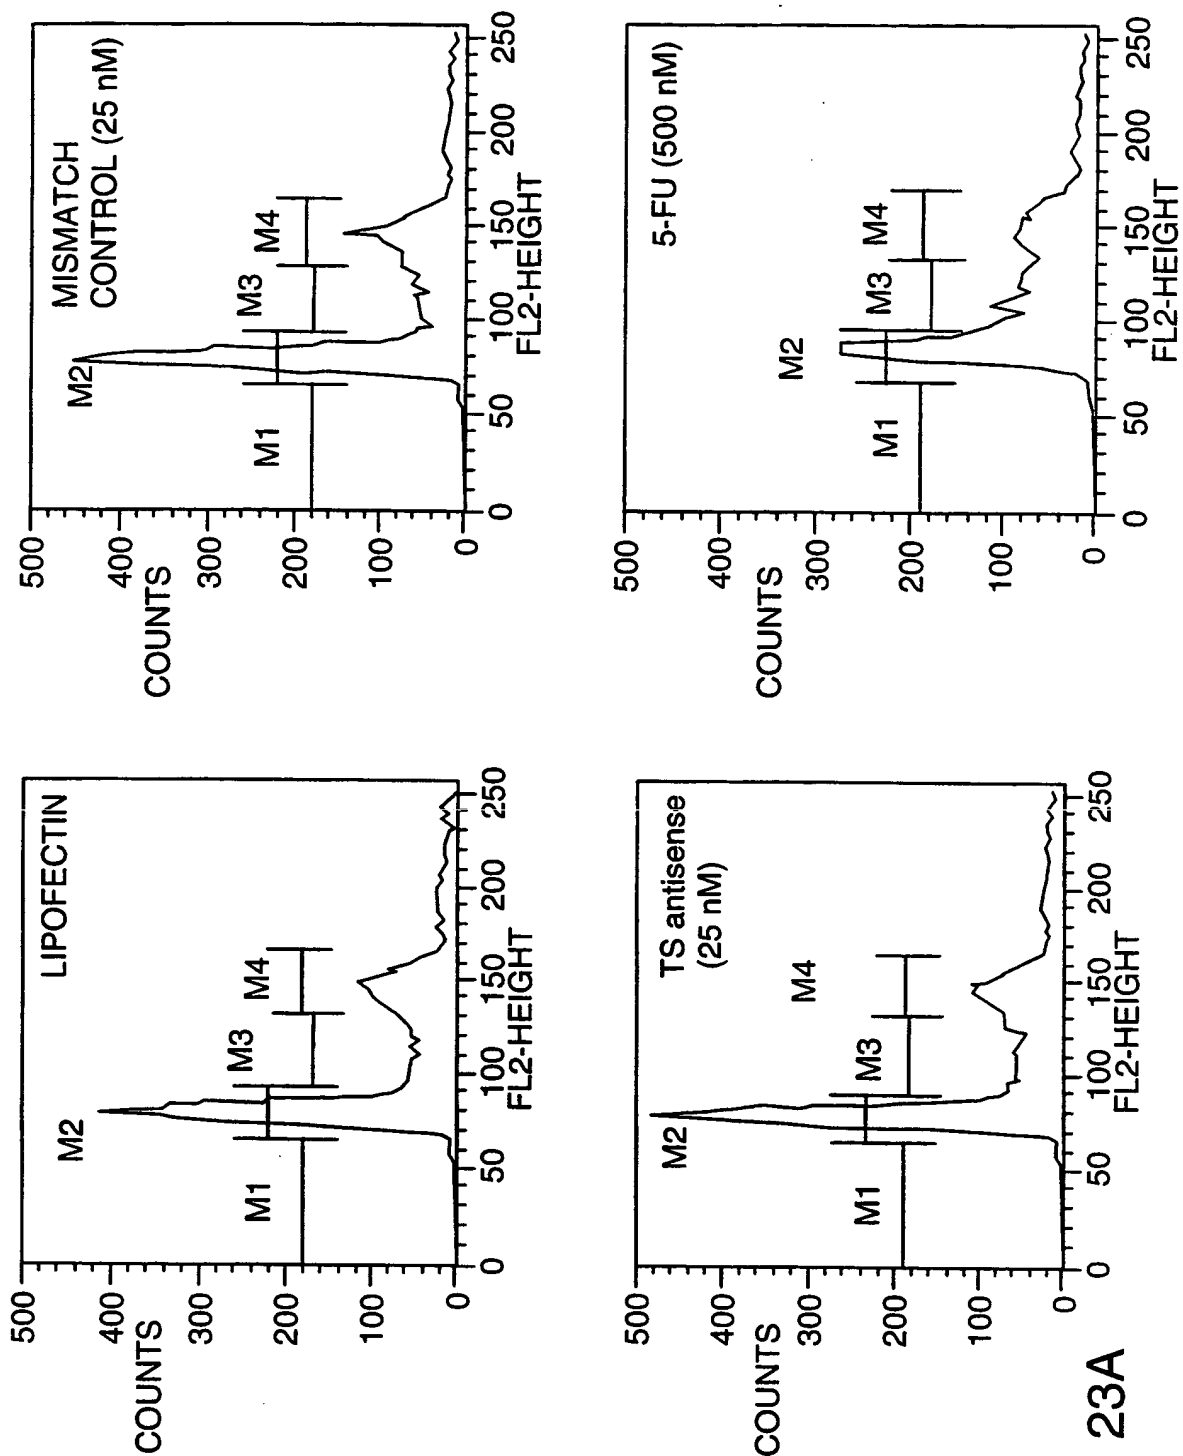 LIPOFECTIN
COUNTS
500
400
300
200
100
0
M1
M2
M3
M4
0
50
100
150
200
250
FL2-HEIGHT
MISMATCH
CONTROL (25 nM)
COUNTS
500
400
300
200
100
0
M1
M2
M3
M4
0
50
100
150
200
250
FL2-HEIGHT
TS antisense
(25 nM)
COUNTS
500
400
300
200
100
0
M1
M2
M3
M4
0
50
100
150
200
250
FL2-HEIGHT
5-FU (500 nM)
COUNTS
500
400
300
200
100
0
M1
M2
M3
M4
0
50
100
150
200
250
FL2-HEIGHT
23A